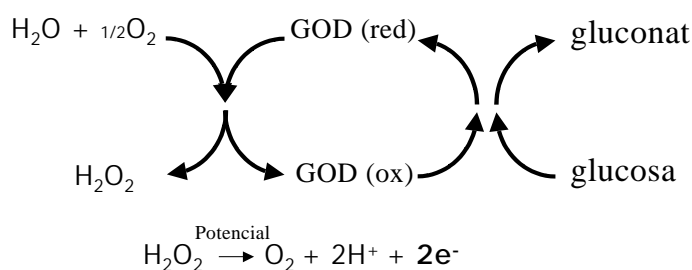 H₂O + 1/2O₂ GOD (red) gluconat
H₂O₂ GOD (ox) glucosa
Potencial
H₂O₂ → O₂ + 2H⁺ + 2e⁻